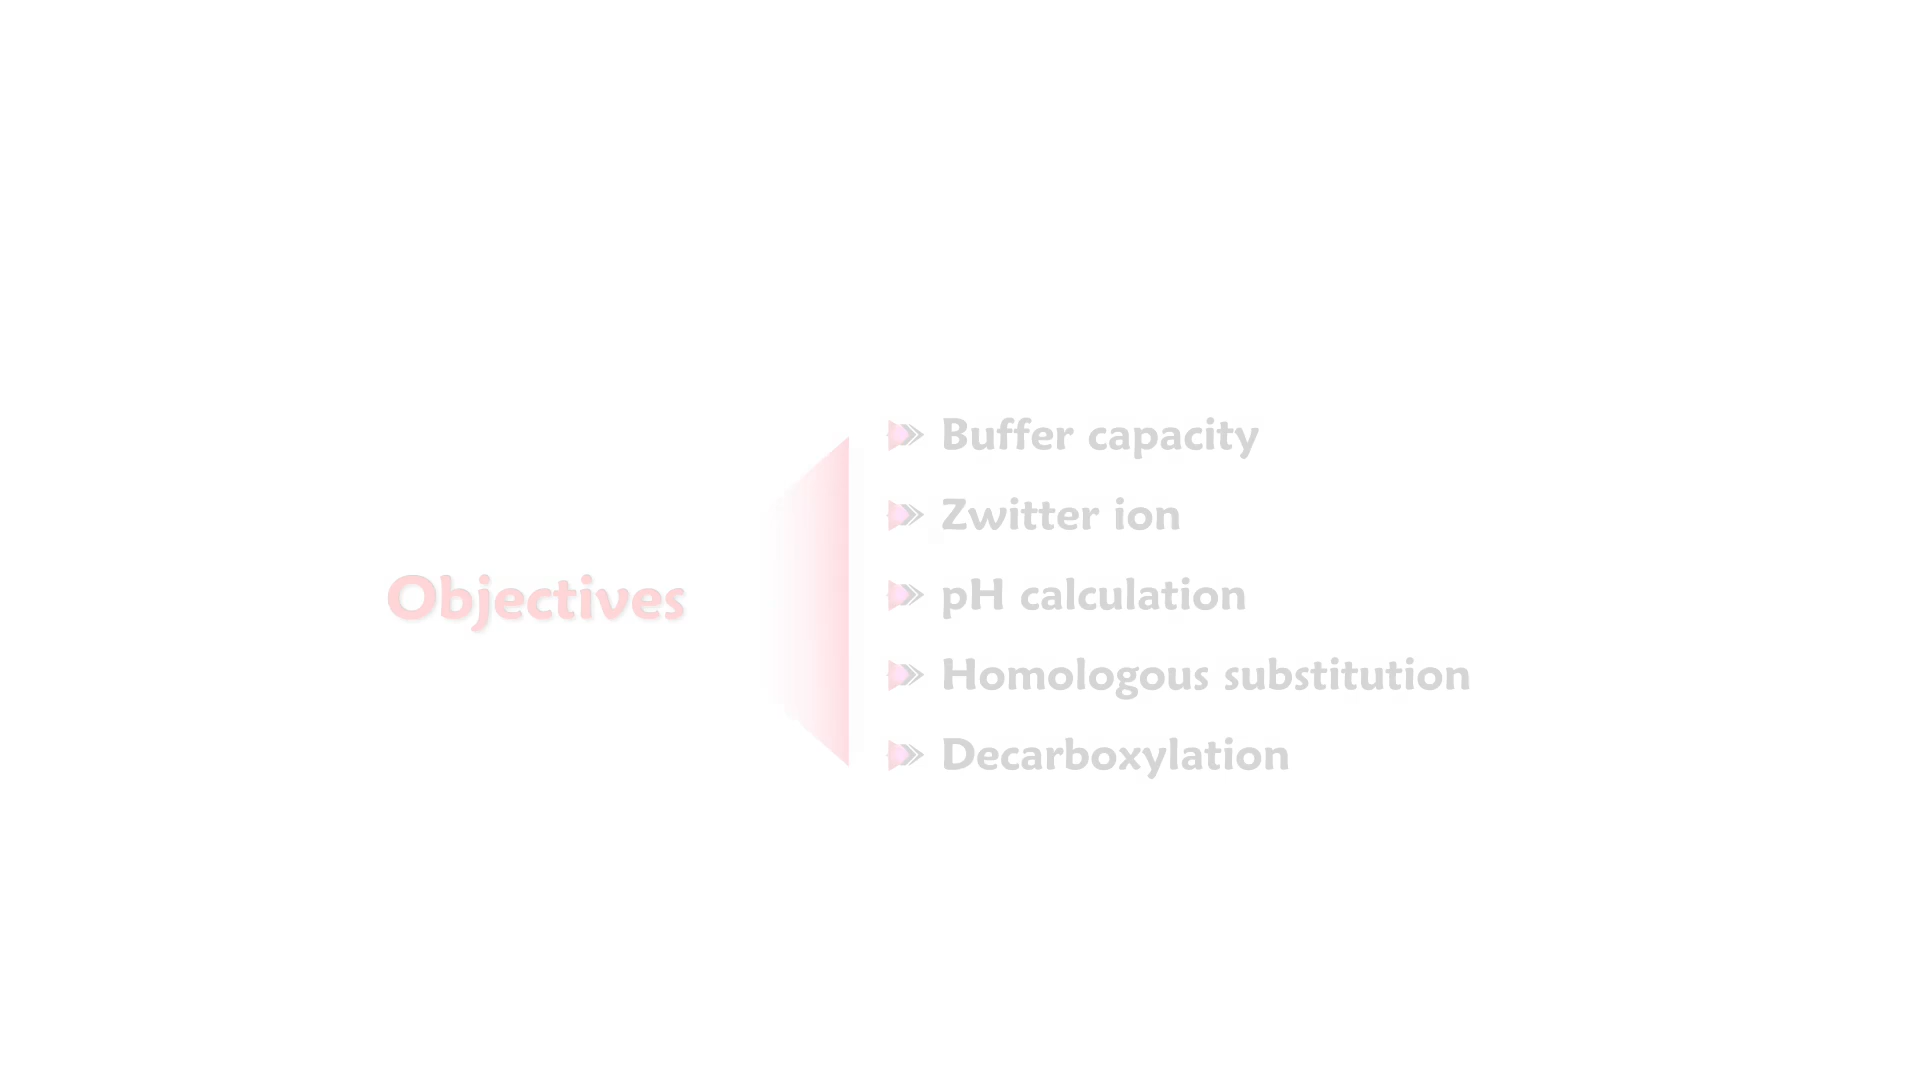 Objectives
Buffer capacity
Zwitter ion
pH calculation
Homologous substitution
Decarboxylation